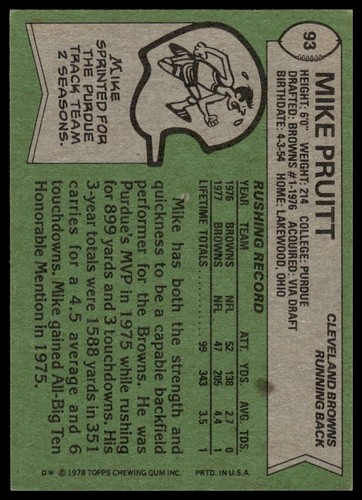 93
MIKE PRUITT
CLEVELAND BROWNS
RUNNING BACK
HEIGHT: 6'0" WEIGHT: 214 COLLEGE: PURDUE
DRAFTED: BROWNS #1-1976 ACQUIRED: VIA DRAFT
BIRTHDATE: 4-3-54 HOME: LAKEWOOD, OHIO
MIKE
SPRINTED FOR
THE PURDUE
TRACK TEAM
2 SEASONS.
RUSHING RECORD
YEAR TEAM ATT. YDS. AVG. TDS.
1976 BROWNS NFL 52 138 2.7 0
1977 BROWNS NFL 47 205 4.4 1
LIFETIME TOTALS 99 343 3.5 1
Mike has both the strength and
quickness to be a capable backfield
performer for the Browns. He was
Purdue's MVP in 1975 while rushing
for 899 yards and 3 touchdowns. His
3-year totals were 1588 yards in 351
carries for a 4.5 average and 6
touchdowns. Mike gained All-Big Ten
Honorable Mention in 1975.
D* © 1978 TOPPS CHEWING GUM INC. PRTD. IN U.S.A.